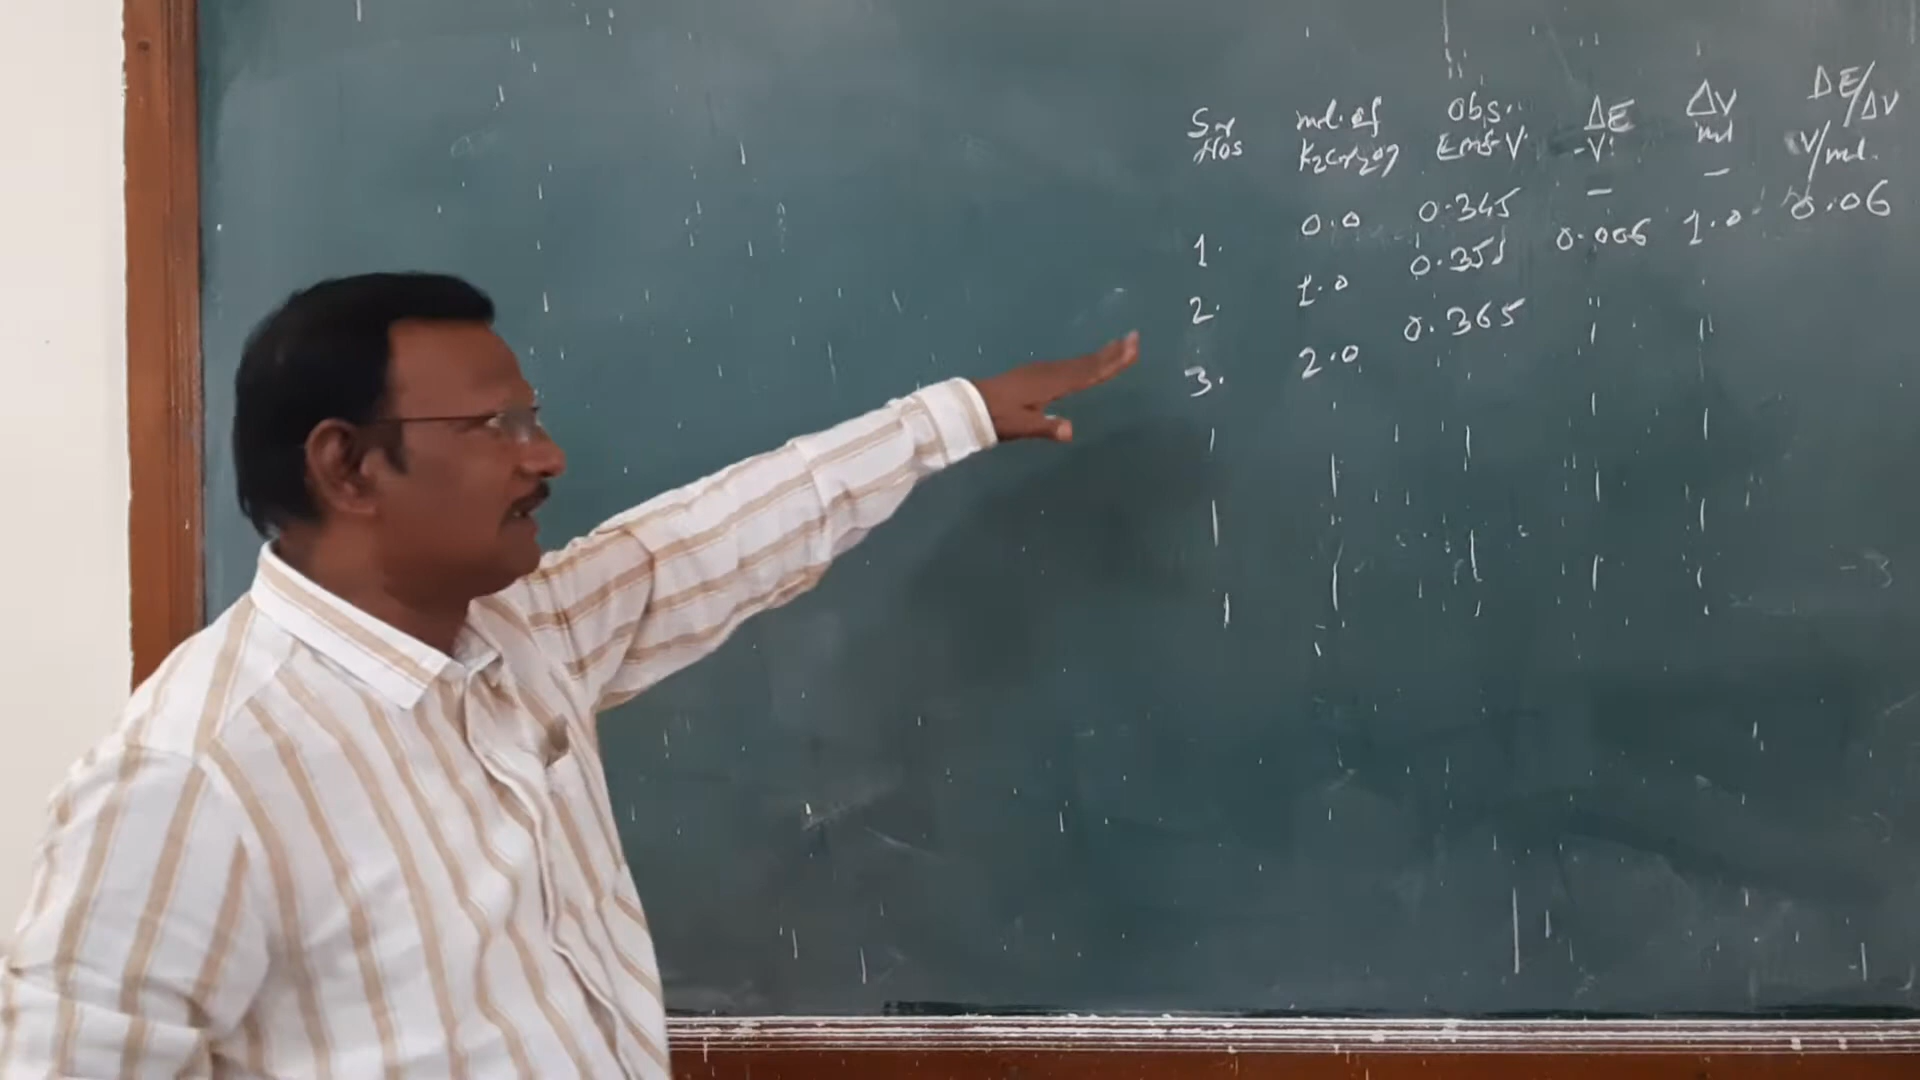 Sr Nos ml. of K2Cr2O7 Obs. Emf V ΔE V ΔV ml ΔE/ΔV V/ml.
1. 0.0 0.345 – –
2. 1.0 0.351 0.006 1.0 0.06
3. 2.0 0.365